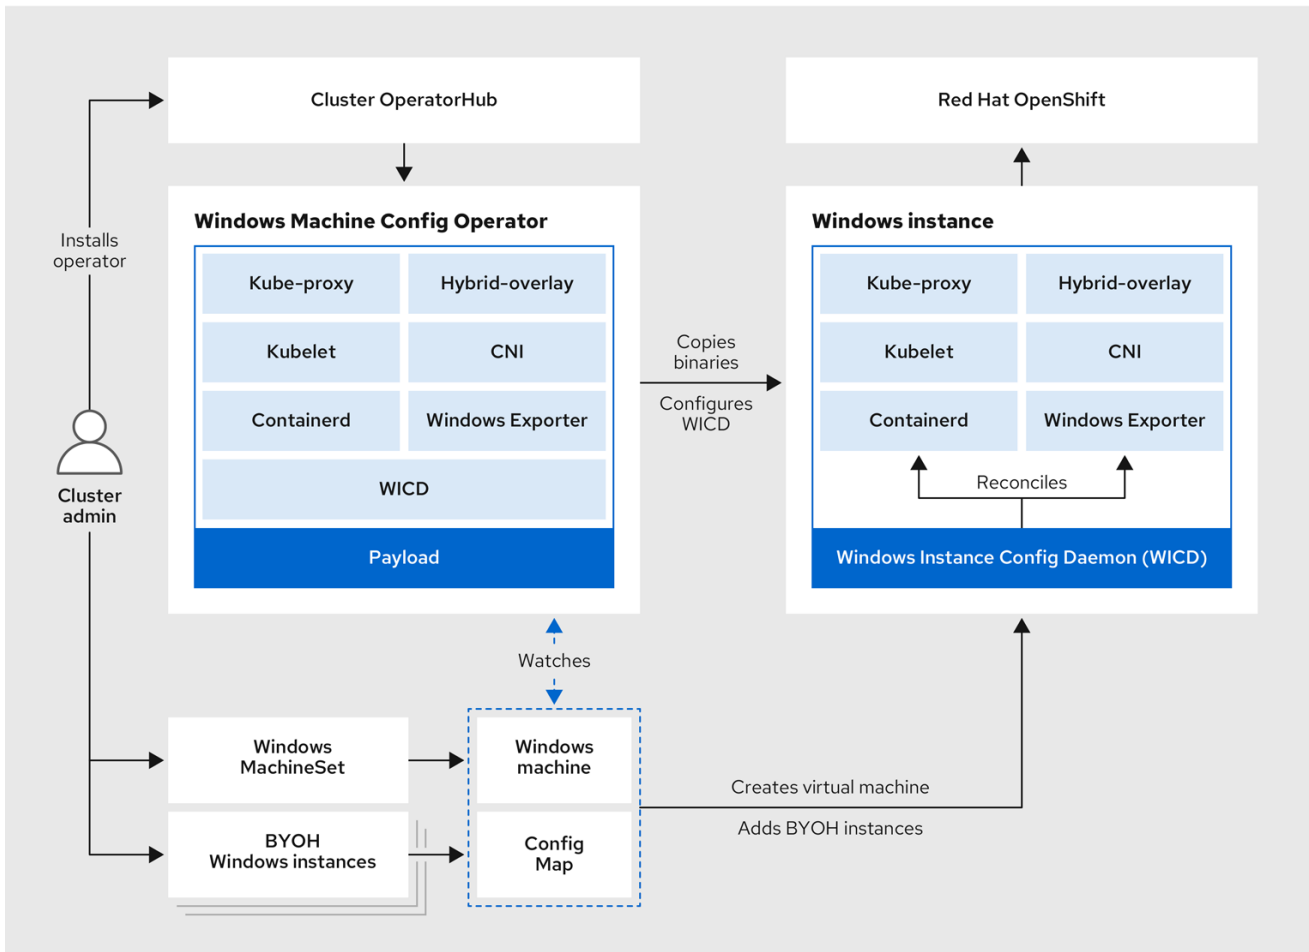 Cluster OperatorHub
Red Hat OpenShift
Installs
operator
Windows Machine Config Operator
Kube-proxy
Hybrid-overlay
Kubelet
CNI
Containerd
Windows Exporter
WICD
Payload
Copies
binaries
Configures
WICD
Windows instance
Kube-proxy
Hybrid-overlay
Kubelet
CNI
Containerd
Windows Exporter
Reconciles
Windows Instance Config Daemon (WICD)
Cluster
admin
Watches
Windows
MachineSet
Windows
machine
BYOH
Windows instances
Config
Map
Creates virtual machine
Adds BYOH instances